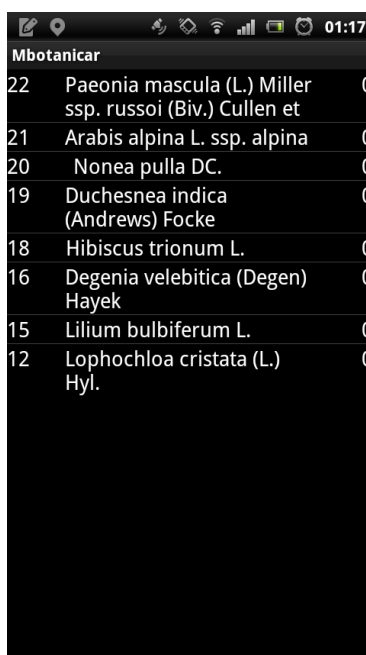 01:17
Mbotanicar
22 Paeonia mascula (L.) Miller
ssp. russoi (Biv.) Cullen et
21 Arabis alpina L. ssp. alpina
20 Nonea pulla DC.
19 Duchesnea indica
(Andrews) Focke
18 Hibiscus trionum L.
16 Degenia velebitica (Degen)
Hayek
15 Lilium bulbiferum L.
12 Lophochloa cristata (L.)
Hyl.